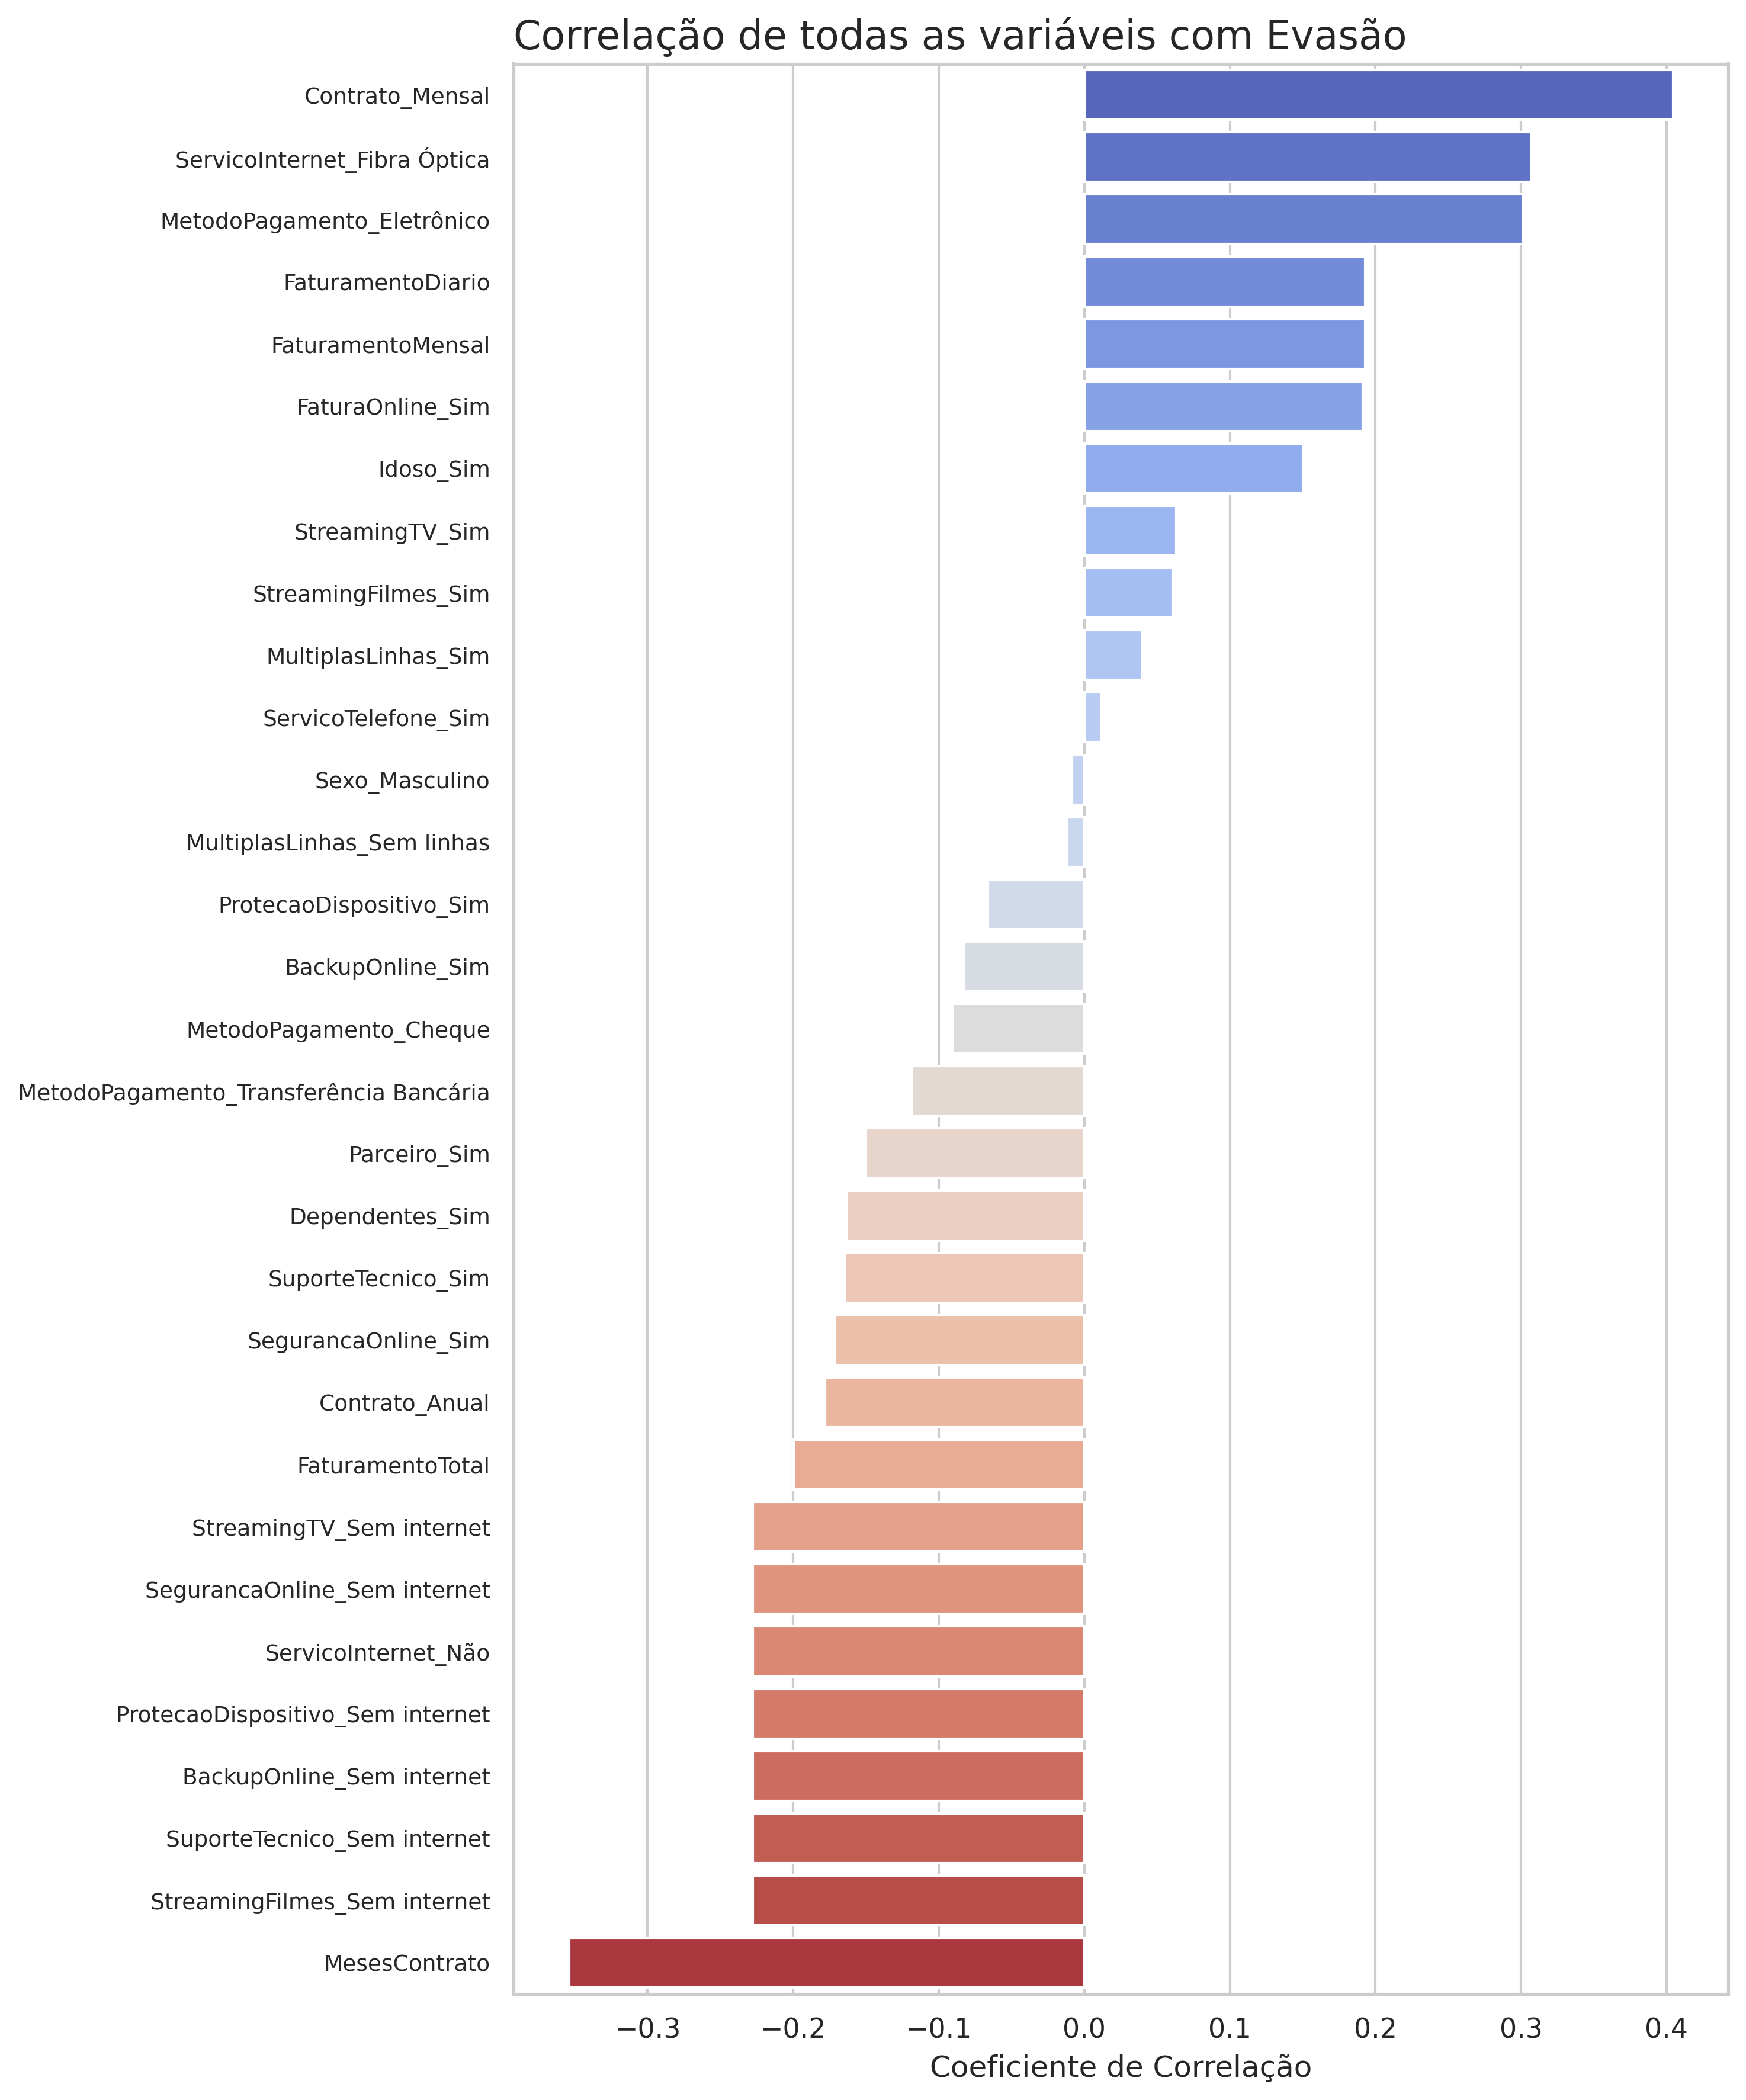 Correlação de todas as variáveis com Evasão
Contrato_Mensal
ServicoInternet_Fibra Óptica
MetodoPagamento_Eletrônico
FaturamentoDiario
FaturamentoMensal
FaturaOnline_Sim
Idoso_Sim
StreamingTV_Sim
StreamingFilmes_Sim
MultiplasLinhas_Sim
ServicoTelefone_Sim
Sexo_Masculino
MultiplasLinhas_Sem linhas
ProtecaoDispositivo_Sim
BackupOnline_Sim
MetodoPagamento_Cheque
MetodoPagamento_Transferência Bancária
Parceiro_Sim
Dependentes_Sim
SuporteTecnico_Sim
SegurancaOnline_Sim
Contrato_Anual
FaturamentoTotal
StreamingTV_Sem internet
SegurancaOnline_Sem internet
ServicoInternet_Não
ProtecaoDispositivo_Sem internet
BackupOnline_Sem internet
SuporteTecnico_Sem internet
StreamingFilmes_Sem internet
MesesContrato
−0.3 −0.2 −0.1 0.0 0.1 0.2 0.3 0.4
Coeficiente de Correlação